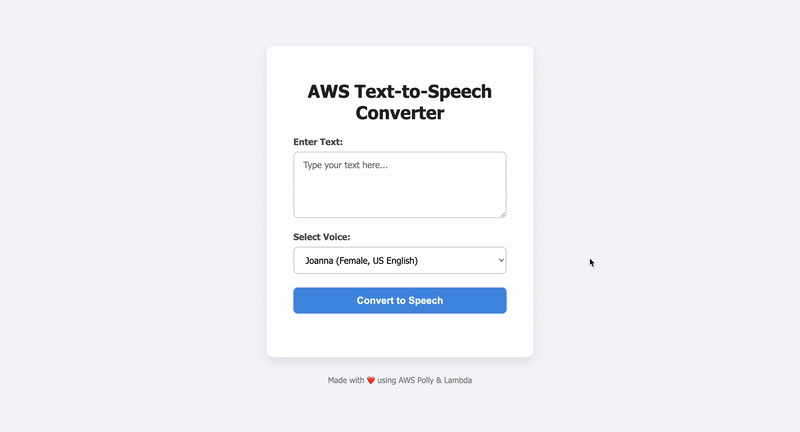 AWS Text-to-Speech
Converter
Enter Text:
Type your text here...
Select Voice:
Joanna (Female, US English)
Convert to Speech
Made with ❤️ using AWS Polly & Lambda